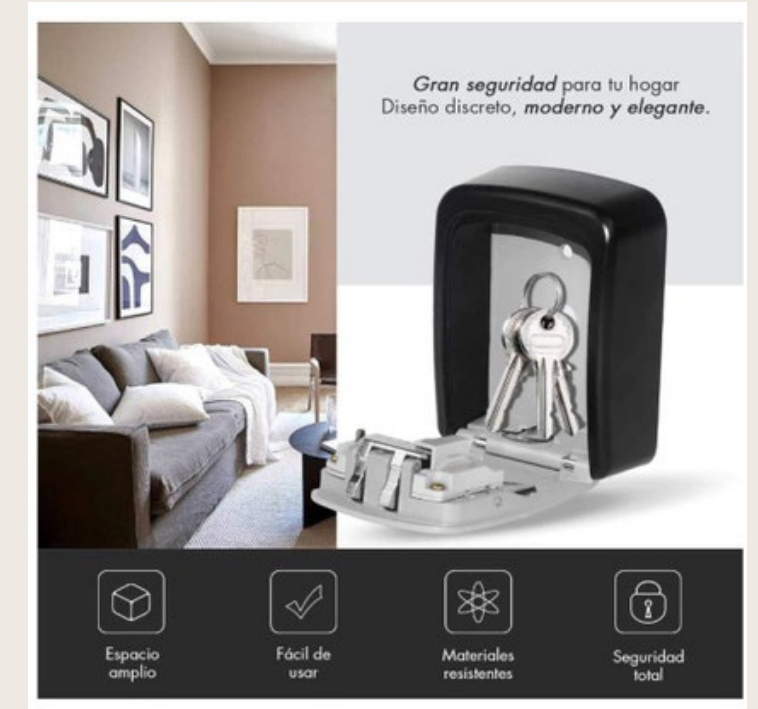 Gran seguridad para tu hogar
Diseño discreto, moderno y elegante.
Espacio
amplio
Fácil de
usar
Materiales
resistentes
Seguridad
total